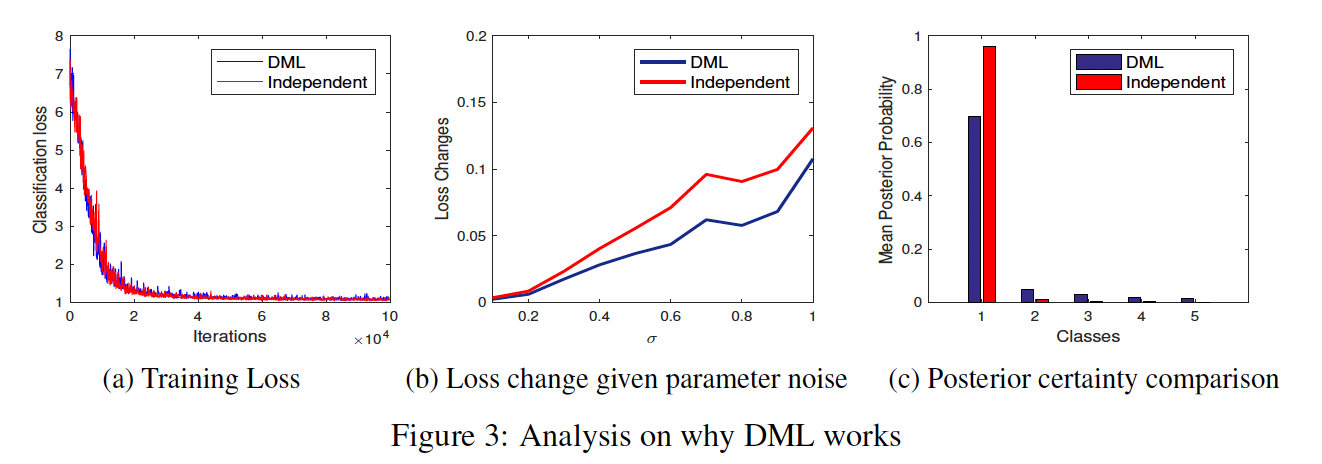 8
7
6
5
4
3
2
1
0 2 4 6 8 10
×10⁴
Classification loss
Iterations
DML
Independent
(a) Training Loss
0.2
0.15
0.1
0.05
0
0.2 0.4 0.6 0.8 1
Loss Changes
σ
DML
Independent
(b) Loss change given parameter noise
1
0.8
0.6
0.4
0.2
0
1 2 3 4 5
Mean Posterior Probability
Classes
DML
Independent
(c) Posterior certainty comparison
Figure 3: Analysis on why DML works